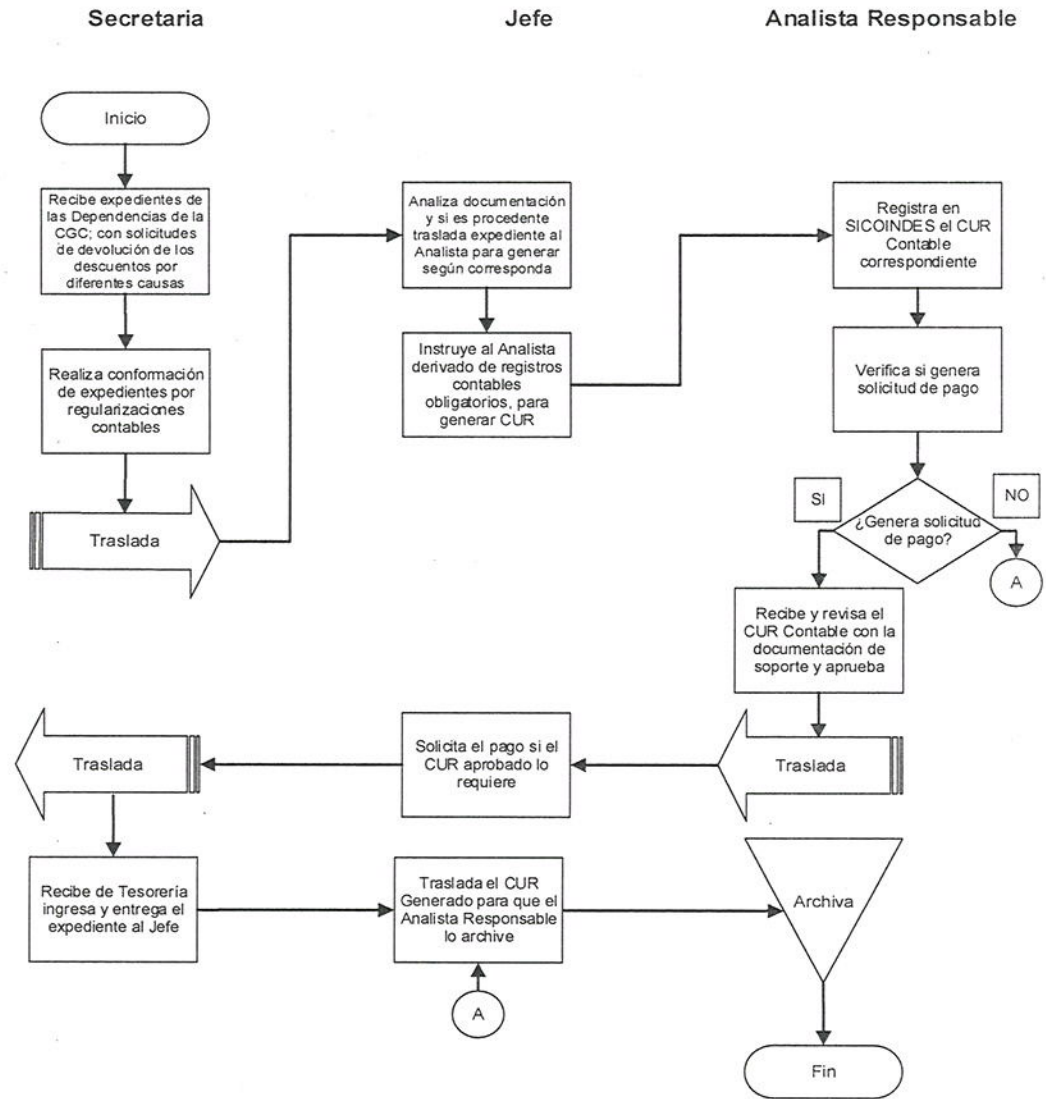 Secretaria
Jefe
Analista Responsable
Inicio
Recibe expedientes de
las Dependencias de la
CGC; con solicitudes
de devolución de los
descuentos por
diferentes causas
Analiza documentación
y si es procedente
traslada expediente al
Analista para generar
según corresponda
Registra en
SICOINDES el CUR
Contable
correspondiente
Realiza conformación
de expedientes por
regularizaciones
contables
Instruye al Analista
derivado de registros
contables
obligatorios, para
generar CUR
Verifica si genera
solicitud de pago
Traslada
SI
NO
¿Genera solicitud
de pago?
A
Recibe y revisa el
CUR Contable con la
documentación de
soporte y aprueba
Traslada
Solicita el pago si el
CUR aprobado lo
requiere
Traslada
Recibe de Tesorería
ingresa y entrega el
expediente al Jefe
Traslada el CUR
Generado para que el
Analista Responsable
lo archive
Archiva
A
Fin